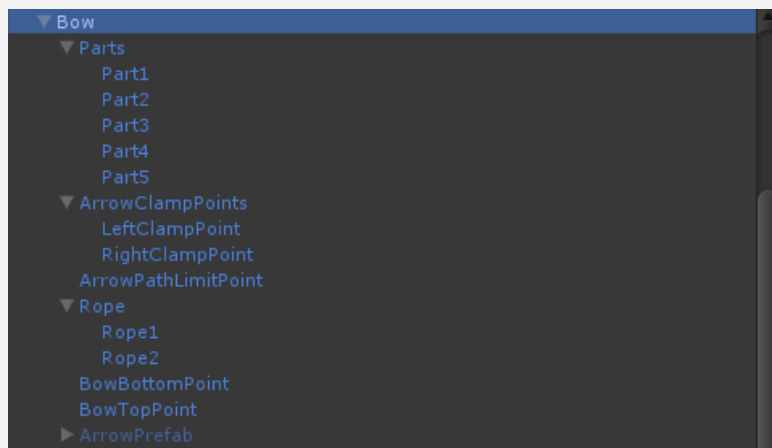 Bow
Parts
Part1
Part2
Part3
Part4
Part5
ArrowClampPoints
LeftClampPoint
RightClampPoint
ArrowPathLimitPoint
Rope
Rope1
Rope2
BowBottomPoint
BowTopPoint
ArrowPrefab